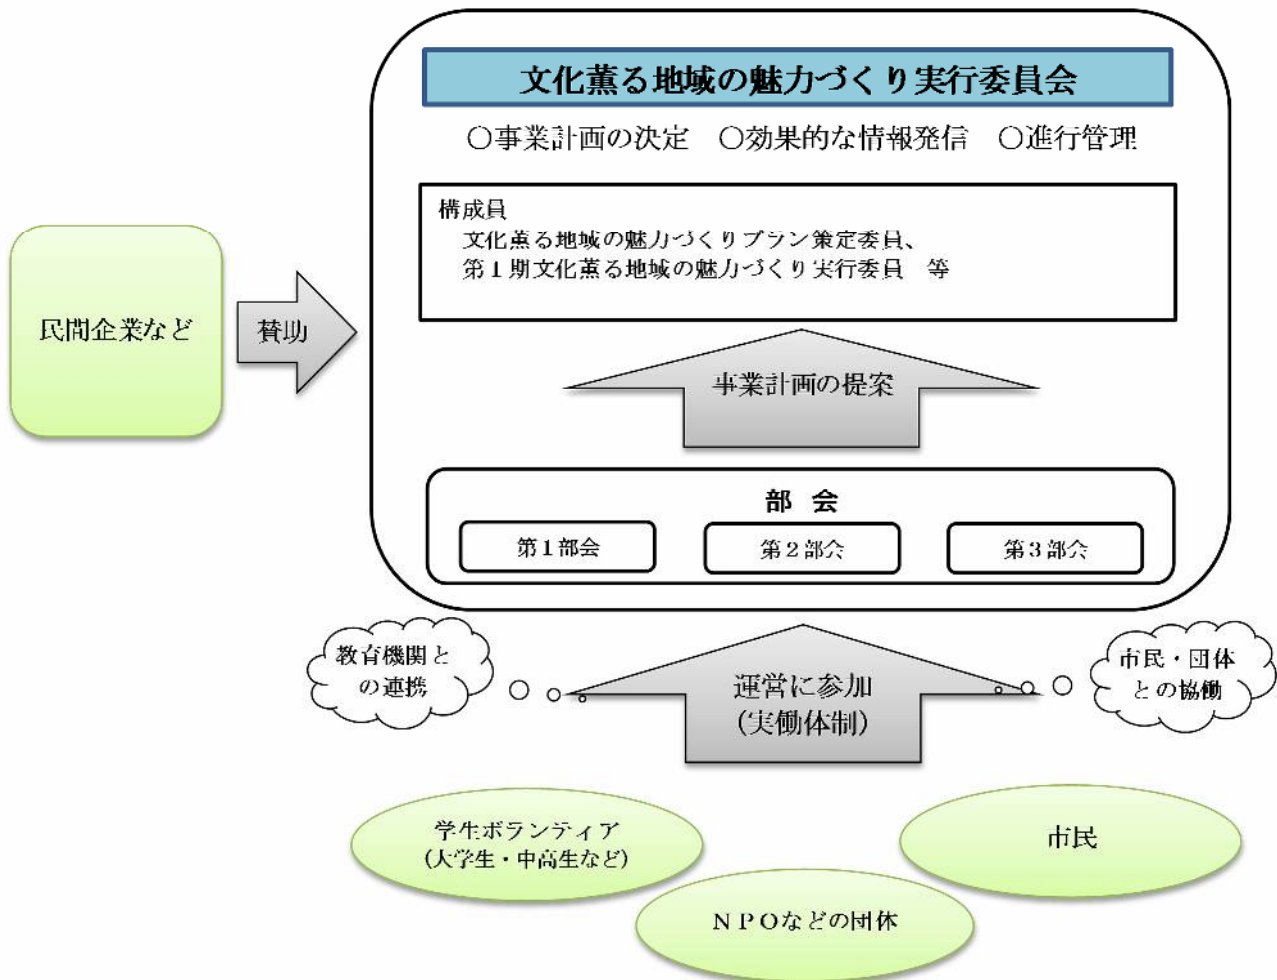 文化薫る地域の魅力づくり実行委員会
○事業計画の決定　○効果的な情報発信　○進行管理
構成員
文化薫る地域の魅力づくりプラン策定委員、
第１期文化薫る地域の魅力づくり実行委員　等
民間企業など
賛助
事業計画の提案
部　会
第１部会
第２部会
第３部会
教育機関と
の連携
運営に参加
（実働体制）
市民・団体
との協働
学生ボランティア
（大学生・中高生など）
市民
ＮＰＯなどの団体